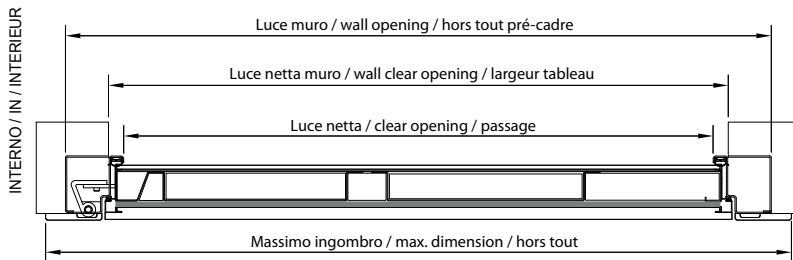 INTERNO / IN / INTERIEUR
Luce muro / wall opening / hors tout pré-cadre
Luce netta muro / wall clear opening / largeur tableau
Luce netta / clear opening / passage
Massimo ingombro / max. dimension / hors tout